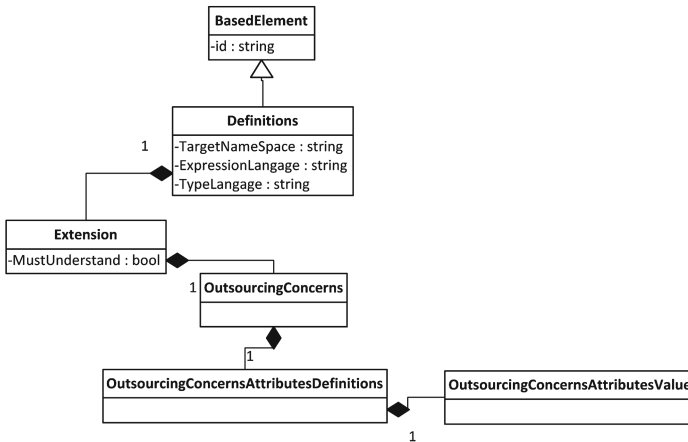 BasedElement
-id : string
Definitions
-TargetNameSpace : string
-ExpressionLangage : string
-TypeLangage : string
1
Extension
-MustUnderstand : bool
1
OutsourcingConcerns
1
OutsourcingConcernsAttributesDefinitions
OutsourcingConcernsAttributesValue
1